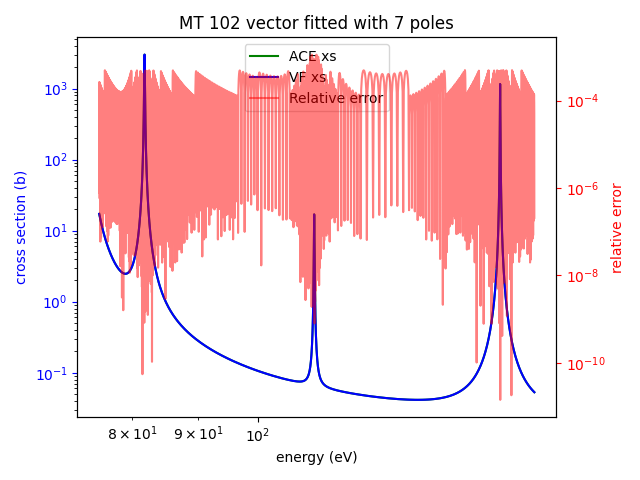 MT 102 vector fitted with 7 poles
ACE xs
VF xs
Relative error
cross section (b)
10³
10²
10¹
10⁰
10⁻¹
10⁻⁴
10⁻⁶
10⁻⁸
10⁻¹⁰
relative error
8 × 10¹ 9 × 10¹ 10²
energy (eV)